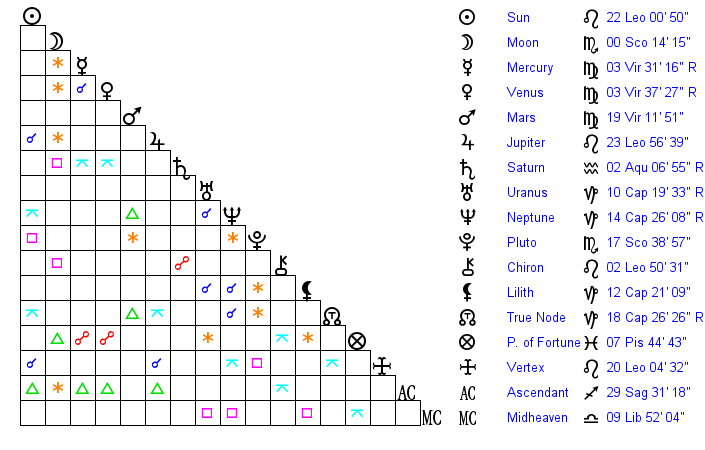 Sun 22 Leo 00' 50"
Moon 00 Sco 14' 15"
Mercury 03 Vir 31' 16" R
Venus 03 Vir 37' 27" R
Mars 19 Vir 11' 51"
Jupiter 23 Leo 56' 39"
Saturn 02 Aqu 06' 55" R
Uranus 10 Cap 19' 33" R
Neptune 14 Cap 26' 08" R
Pluto 17 Sco 38' 57"
Chiron 02 Leo 50' 31"
Lilith 12 Cap 21' 09"
True Node 18 Cap 26' 26" R
P. of Fortune 07 Pis 44' 43"
Vertex 20 Leo 04' 32"
AC AC Ascendant 29 Sag 31' 18"
MC MC Midheaven 09 Lib 52' 04"